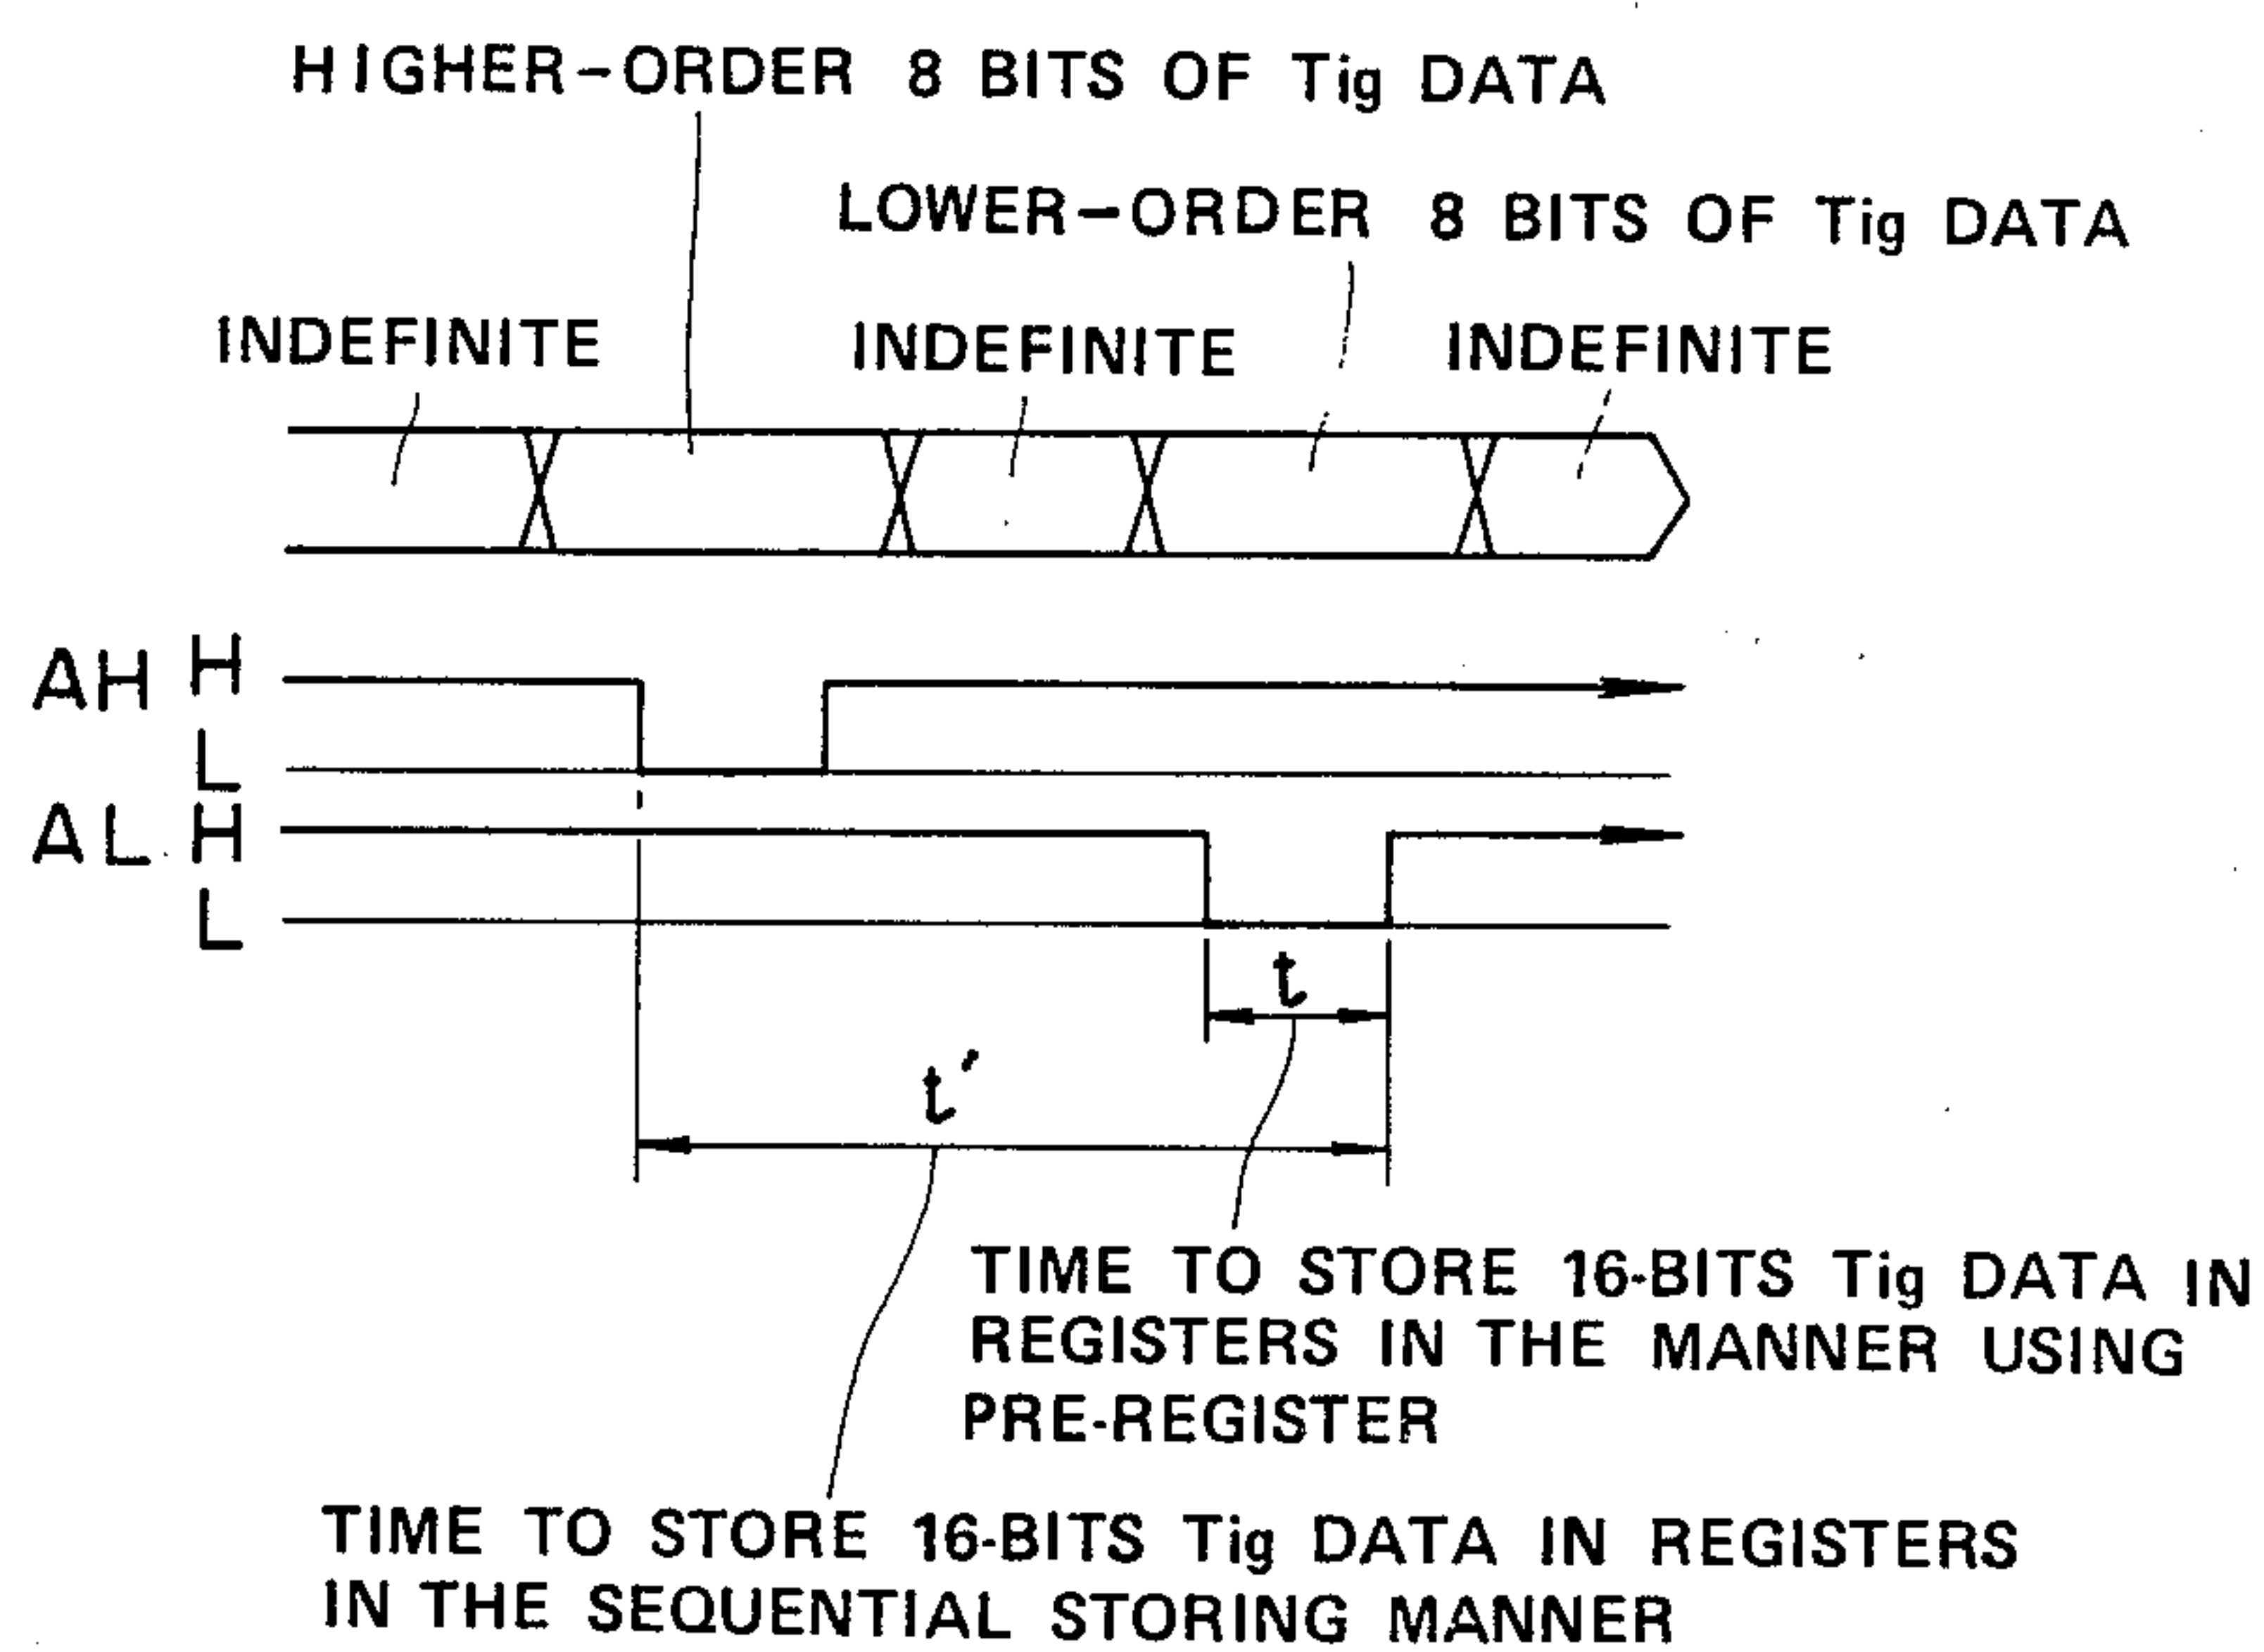 HIGHER-ORDER 8 BITS OF Tig DATA
LOWER-ORDER 8 BITS OF Tig DATA
INDEFINITE INDEFINITE INDEFINITE
AH H
L
AL H
L
t
t'
TIME TO STORE 16-BITS Tig DATA IN
REGISTERS IN THE MANNER USING
PRE-REGISTER
TIME TO STORE 16-BITS Tig DATA IN REGISTERS
IN THE SEQUENTIAL STORING MANNER